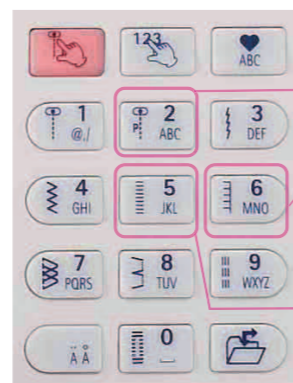 123
ABC
1
@./
2
P
ABC
3
DEF
4
GHI
5
JKL
6
MNO
7
PQRS
8
TUV
9
WXYZ
Ä Å
0
_